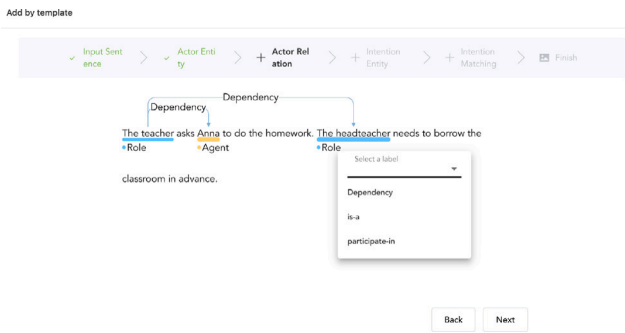 Add by template
Input Sent
ence
Actor Enti
ty
Actor Rel
ation
Intention
Entity
Intention
Matching
Finish
Dependency
Dependency
The teacher asks Anna to do the homework. The headteacher needs to borrow the
Role
Agent
Role
classroom in advance.
Select a label
Dependency
is-a
participate-in
Back
Next